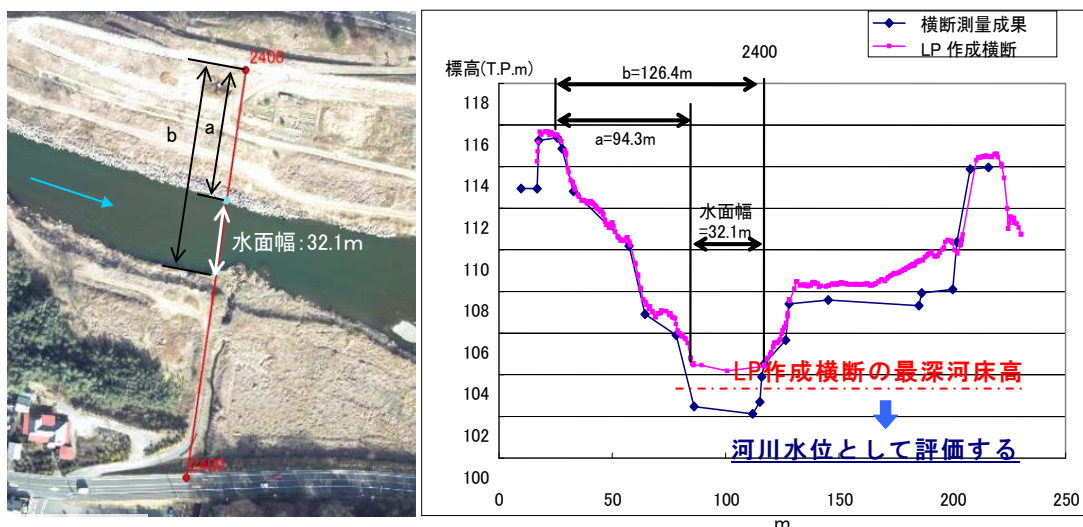 2400
a
b
水面幅:32.1m
2400
横断測量成果
LP 作成横断
2400
標高(T.P.m)
b=126.4m
a=94.3m
水面幅
=32.1m
118
116
114
112
110
108
106
104
102
100
LP作成横断の最深河床高
河川水位として評価する
0
50
100
150
200
250
m